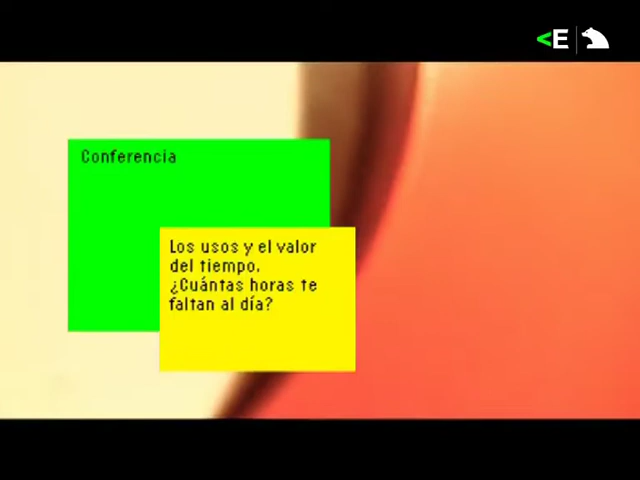 <E
Conferencia
Los usos y el valor
del tiempo.
¿Cuántas horas te
faltan al día?